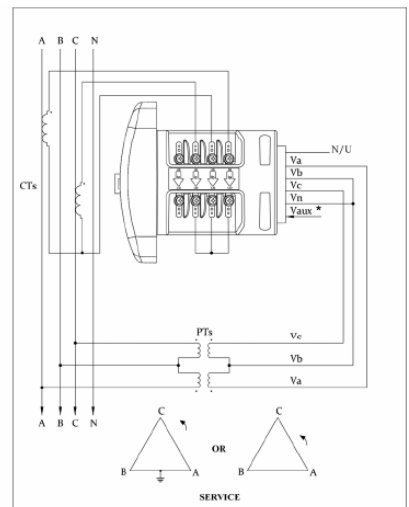 A B C N
CTs
N/U
Va
Vb
Vc
Vn
Vaux *
PTs
Vc
Vb
Va
A B C N
C
B
A
OR
C
B
A
SERVICE